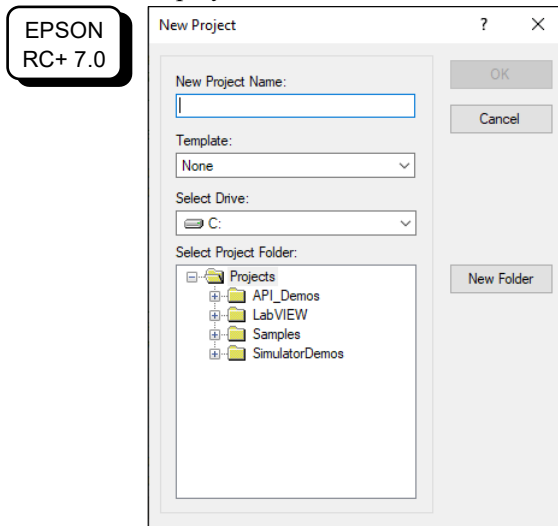 EPSON
RC+ 7.0
New Project
? ×
New Project Name:
OK
Cancel
Template:
None
Select Drive:
C:
Select Project Folder:
Projects
API_Demos
LabVIEW
Samples
SimulatorDemos
New Folder